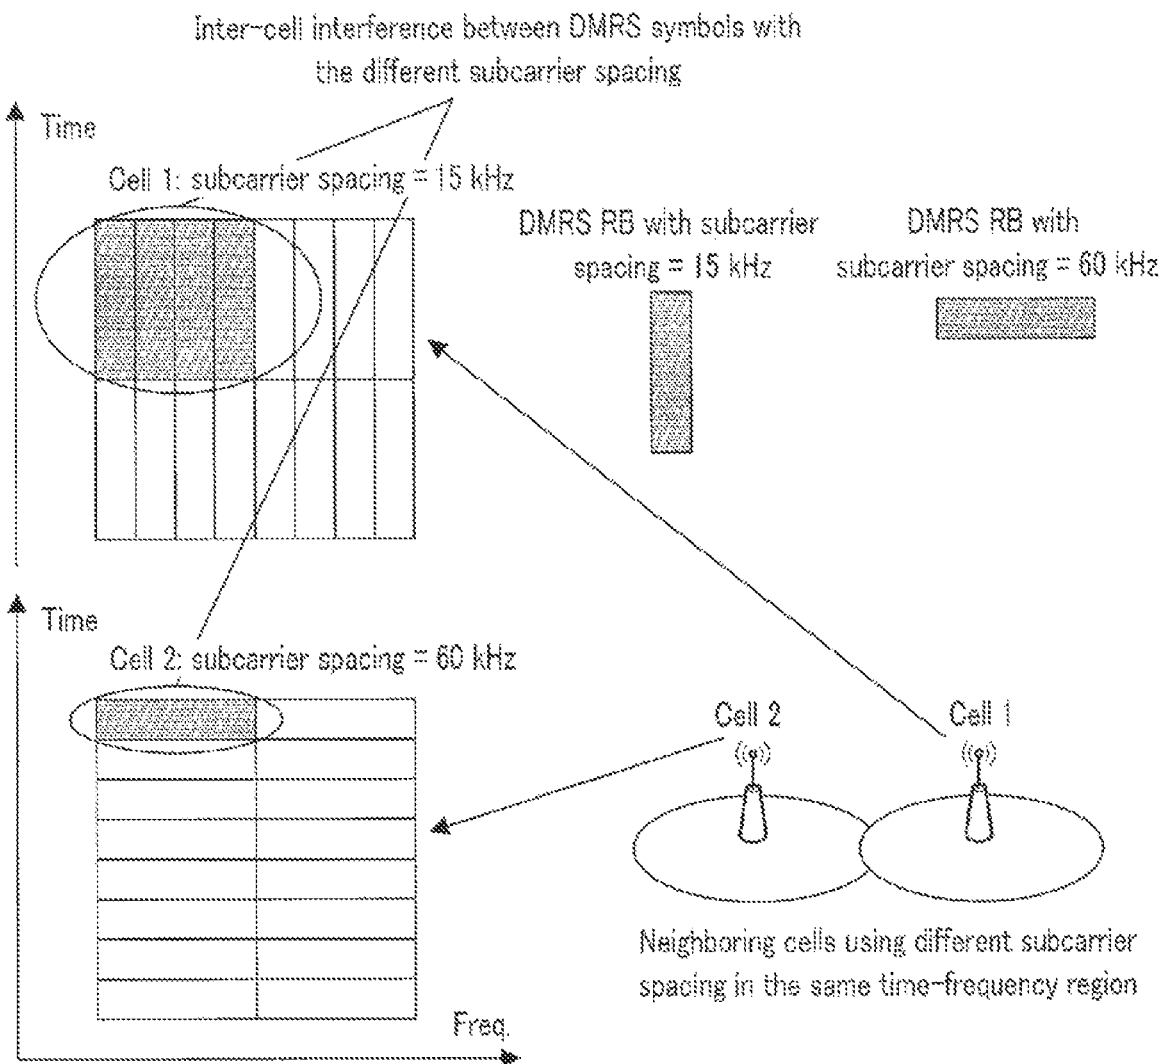 Inter-cell interference between DMRS symbols with
the different subcarrier spacing
Time
Cell 1: subcarrier spacing = 15 kHz
DMRS RB with subcarrier
spacing = 15 kHz
DMRS RB with
subcarrier spacing = 60 kHz
Time
Cell 2: subcarrier spacing = 60 kHz
Cell 2
Cell 1
Neighboring cells using different subcarrier
spacing in the same time-frequency region
Freq.